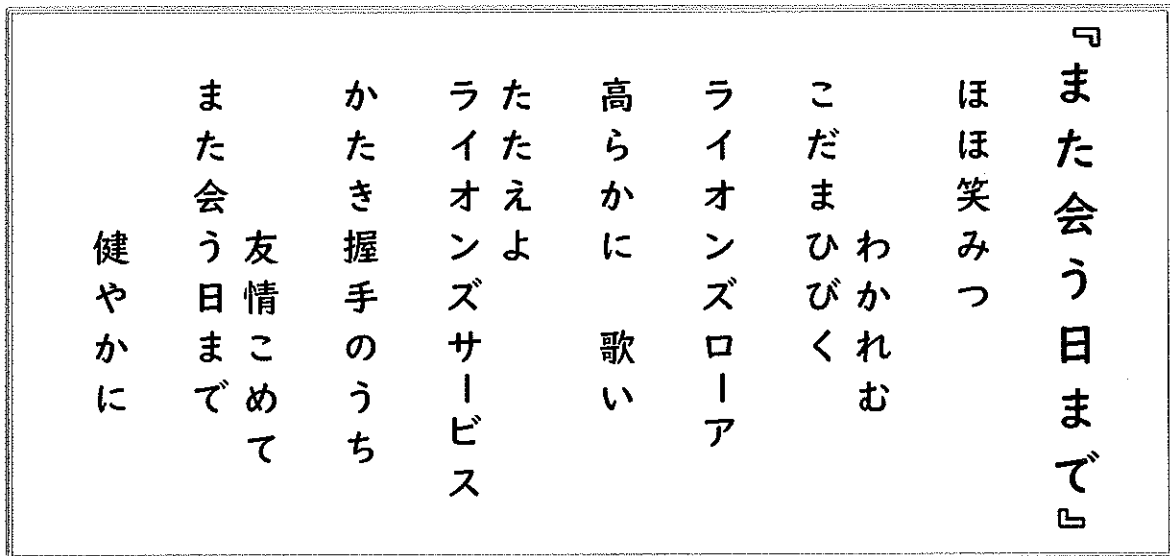 『また会う日まで』
ほほ笑みつ
わかれむ
こだまひびく
ライオンズローア
高らかに　歌い
たたえよ
ライオンズサービス
かたき握手のうち
友情こめて
また会う日まで
健やかに